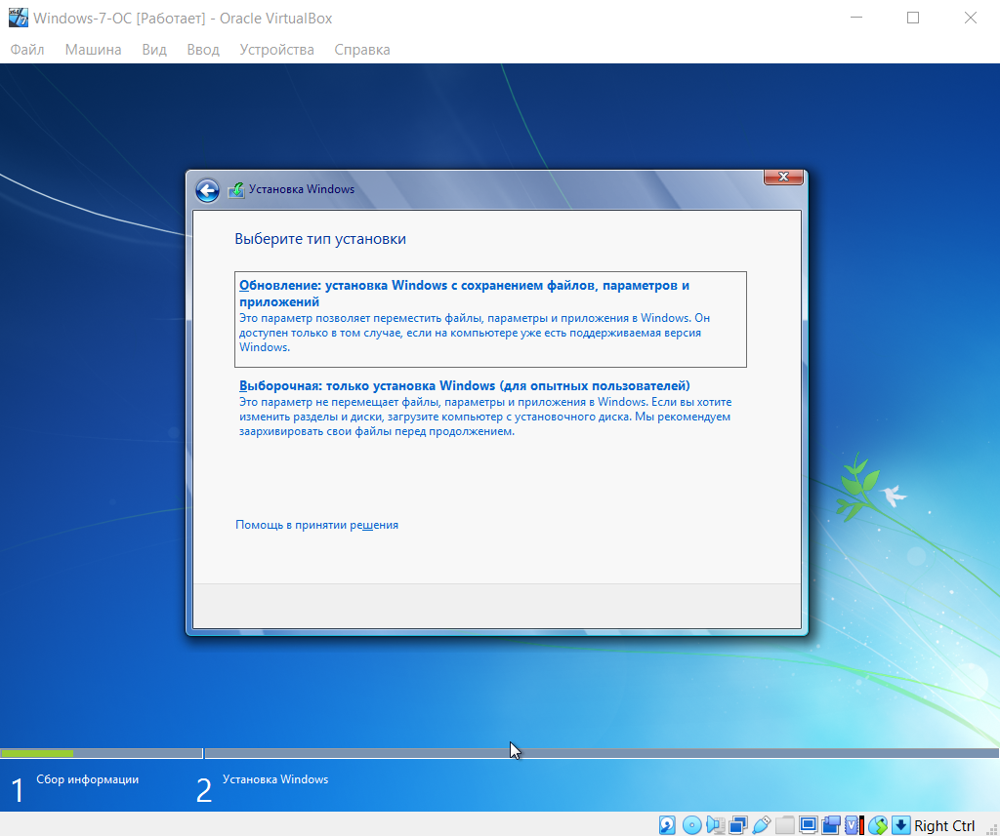 Windows-7-ОС [Работает] - Oracle VirtualBox
Файл Машина Вид Ввод Устройства Справка
Установка Windows
Выберите тип установки
Обновление: установка Windows с сохранением файлов, параметров и
приложений
Это параметр позволяет переместить файлы, параметры и приложения в Windows. Он
доступен только в том случае, если на компьютере уже есть поддерживаемая версия
Windows.
Выборочная: только установка Windows (для опытных пользователей)
Это параметр не перемещает файлы, параметры и приложения в Windows. Если вы хотите
изменить разделы и диски, загрузите компьютер с установочного диска. Мы рекомендуем
заархивировать свои файлы перед продолжением.
Помощь в принятии решения
1 Сбор информации 2 Установка Windows
Right Ctrl